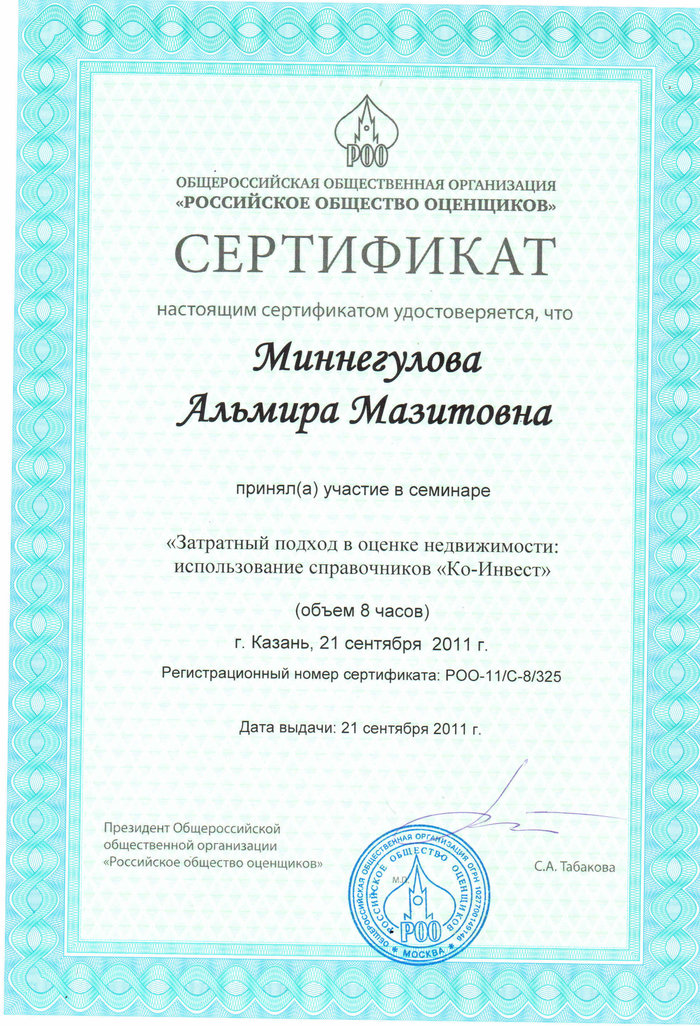 РОО
ОБЩЕРОССИЙСКАЯ ОБЩЕСТВЕННАЯ ОРГАНИЗАЦИЯ
«РОССИЙСКОЕ ОБЩЕСТВО ОЦЕНЩИКОВ»
СЕРТИФИКАТ
настоящим сертификатом удостоверяется, что
Миннегулова
Альмира Мазитовна
принял(а) участие в семинаре
«Затратный подход в оценке недвижимости:
использование справочников «Ко-Инвест»
(объем 8 часов)
г. Казань, 21 сентября 2011 г.
Регистрационный номер сертификата: РОО-11/С-8/325
Дата выдачи: 21 сентября 2011 г.
Президент Общероссийской
общественной организации
«Российское общество оценщиков»
С.А. Табакова
м.п.
ОБЩЕРОССИЙСКАЯ ОБЩЕСТВЕННАЯ ОРГАНИЗАЦИЯ ОГРН 1027700149146
РОССИЙСКОЕ ОБЩЕСТВО ОЦЕНЩИКОВ
РОО
* МОСКВА *